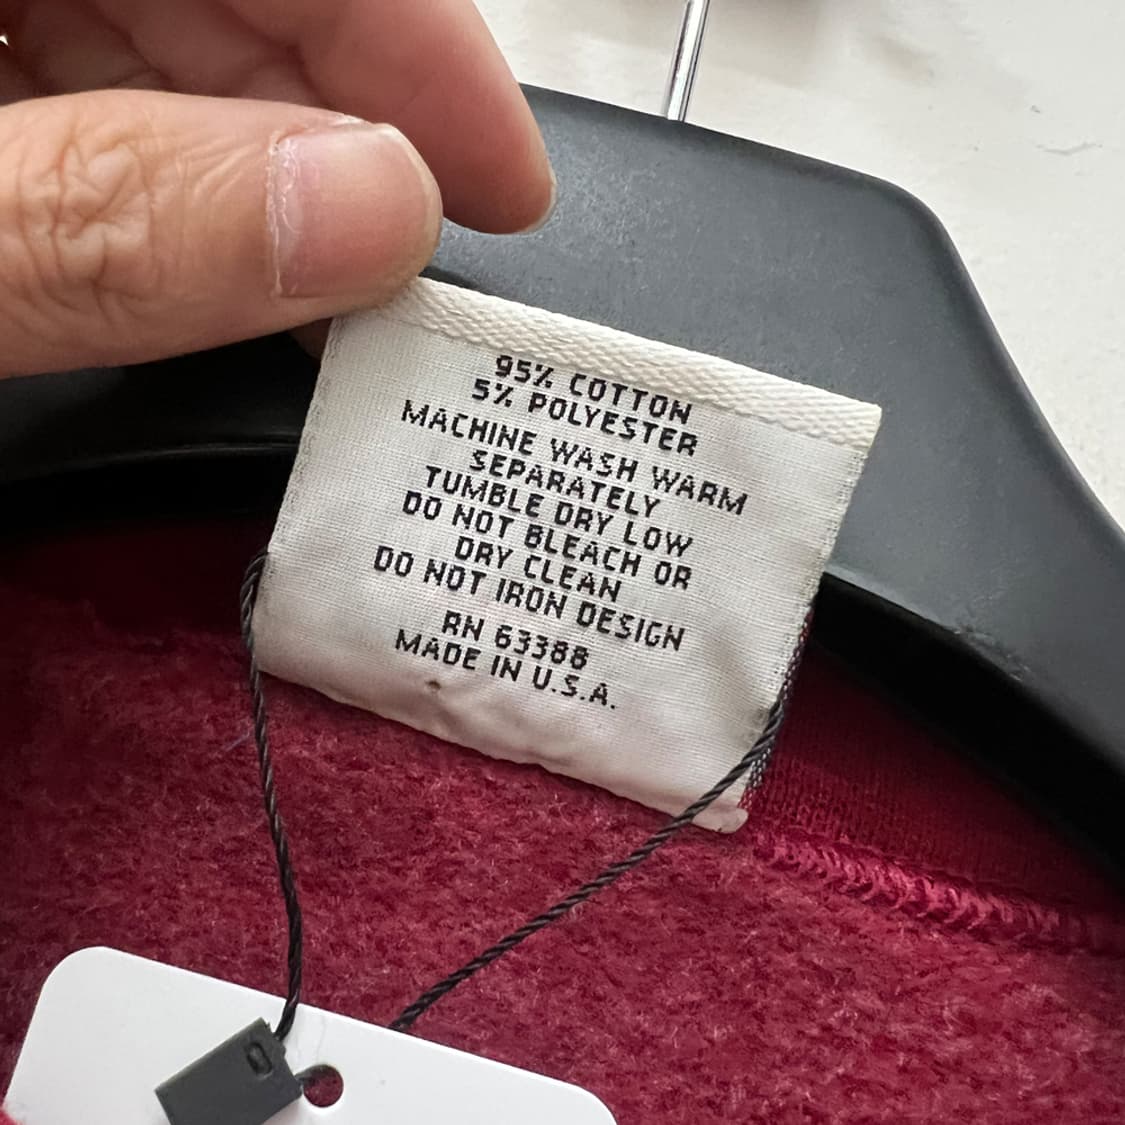 95% COTTON
5% POLYESTER
MACHINE WASH WARM
SEPARATELY
TUMBLE DRY LOW
DO NOT BLEACH OR
DRY CLEAN
DO NOT IRON DESIGN
RN 63388
MADE IN U.S.A.